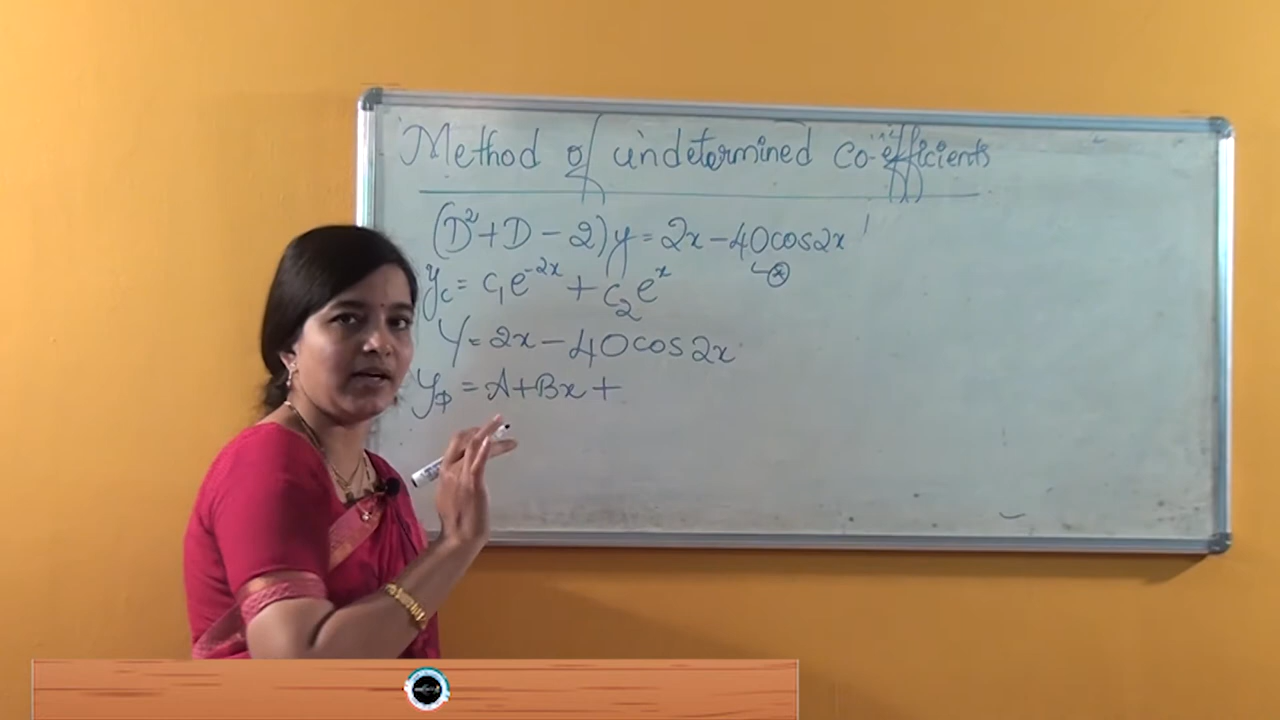 Method of undetermined co-efficients
(D²+D-2)y=2x-40cos2x
y_c = c₁e^{-2x} + c₂e^x
Y=2x-40cos2x
y_p = A+Bx+